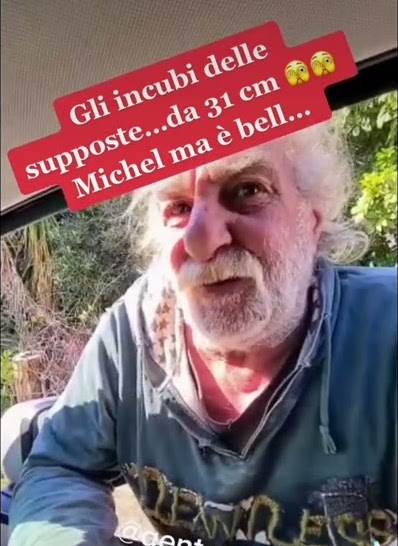 Gli incubi delle
supposte...da 31 cm 🫣🫣
Michel ma è bell...